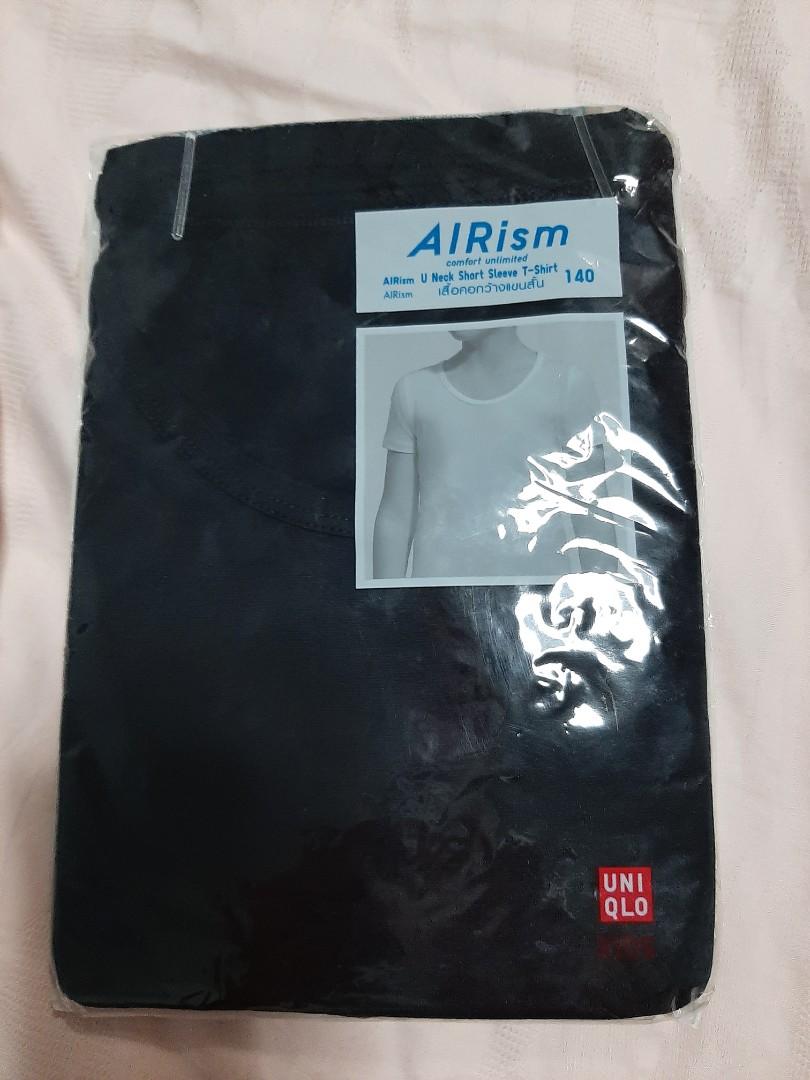 AIRism
comfort unlimited
AIRism U Neck Short Sleeve T-Shirt 140
AIRism เสื้อคอกว้างแขนสั้น
UNI
QLO